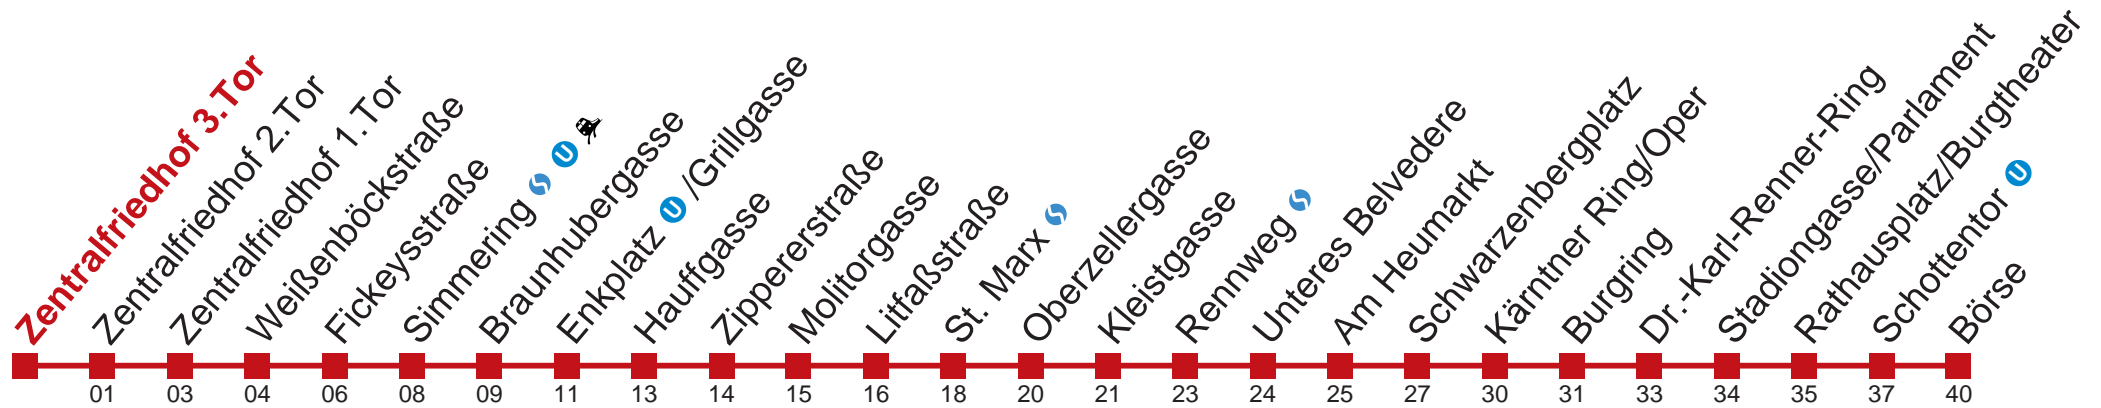 Zentralfriedhof 3.Tor
Zentralfriedhof 2.Tor
Zentralfriedhof 1.Tor
Weißenböckstraße
Fickeysstraße
Simmering U
Braunhubergasse
Enkplatz U /Grillgasse
Hauffgasse
Zippererstraße
Molitorgasse
Litfaßstraße
St. Marx
Oberzellergasse
Kleistgasse
Rennweg
Unteres Belvedere
Am Heumarkt
Schwarzenbergplatz
Kärntner Ring/Oper
Burgring
Dr.-Karl-Renner-Ring
Stadiongasse/Parlament
Rathausplatz/Burgtheater
Schottentor U
Börse
01 03 04 06 08 09 11 13 14 15 16 18 20 21 23 24 25 27 30 31 33 34 35 37 40